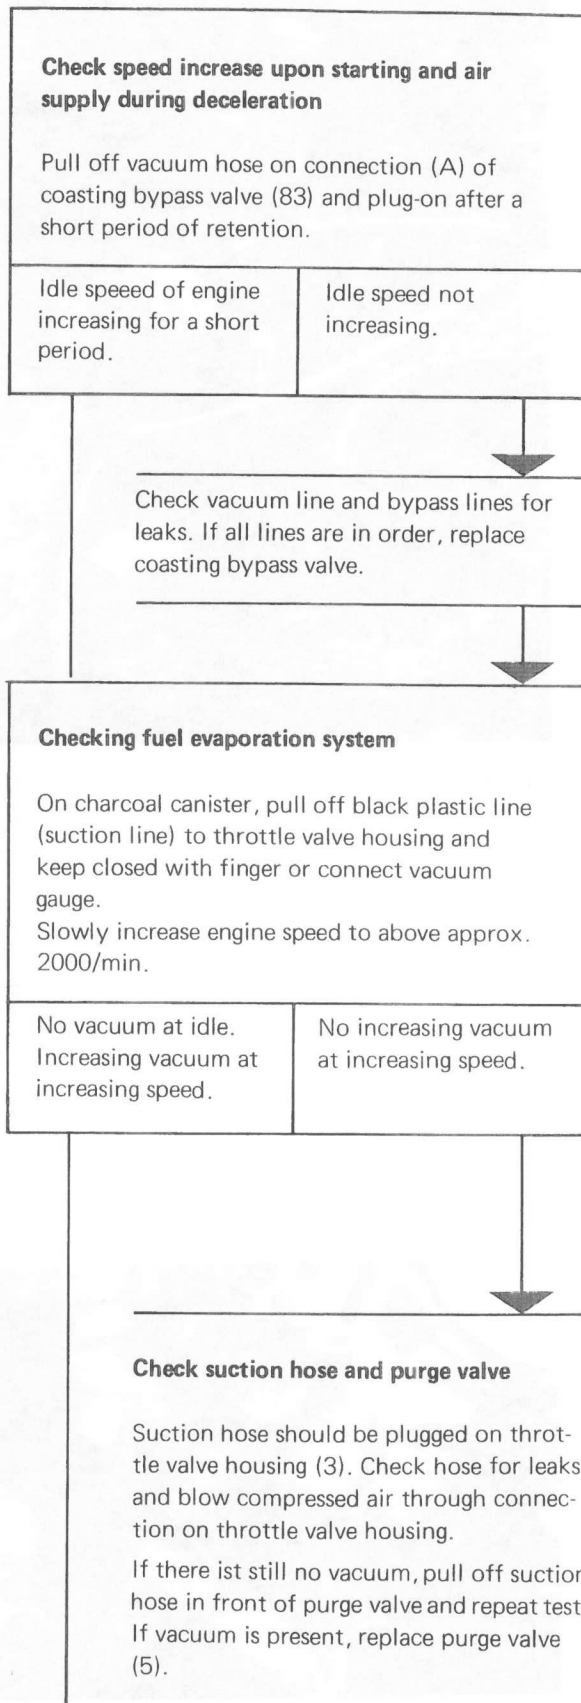 Check speed increase upon starting and air
supply during deceleration
Pull off vacuum hose on connection (A) of
coasting bypass valve (83) and plug-on after a
short period of retention.
Idle speeed of engine
increasing for a short
period.
Idle speed not
increasing.
Check vacuum line and bypass lines for
leaks. If all lines are in order, replace
coasting bypass valve.
Checking fuel evaporation system
On charcoal canister, pull off black plastic line
(suction line) to throttle valve housing and
keep closed with finger or connect vacuum
gauge.
Slowly increase engine speed to above approx.
2000/min.
No vacuum at idle.
Increasing vacuum at
increasing speed.
No increasing vacuum
at increasing speed.
Check suction hose and purge valve
Suction hose should be plugged on throt-
tle valve housing (3). Check hose for leaks
and blow compressed air through connec-
tion on throttle valve housing.
If there ist still no vacuum, pull off suction
hose in front of purge valve and repeat test
If vacuum is present, replace purge valve
(5).